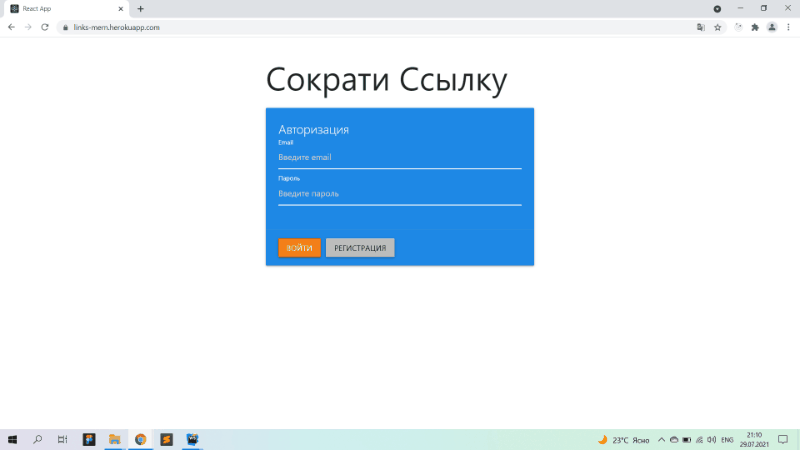 React App
links-mem.herokuapp.com
Сократи Ссылку
Авторизация
Email
Введите email
Пароль
Введите пароль
ВОЙТИ РЕГИСТРАЦИЯ
23°C Ясно ENG 21:10
29.07.2021